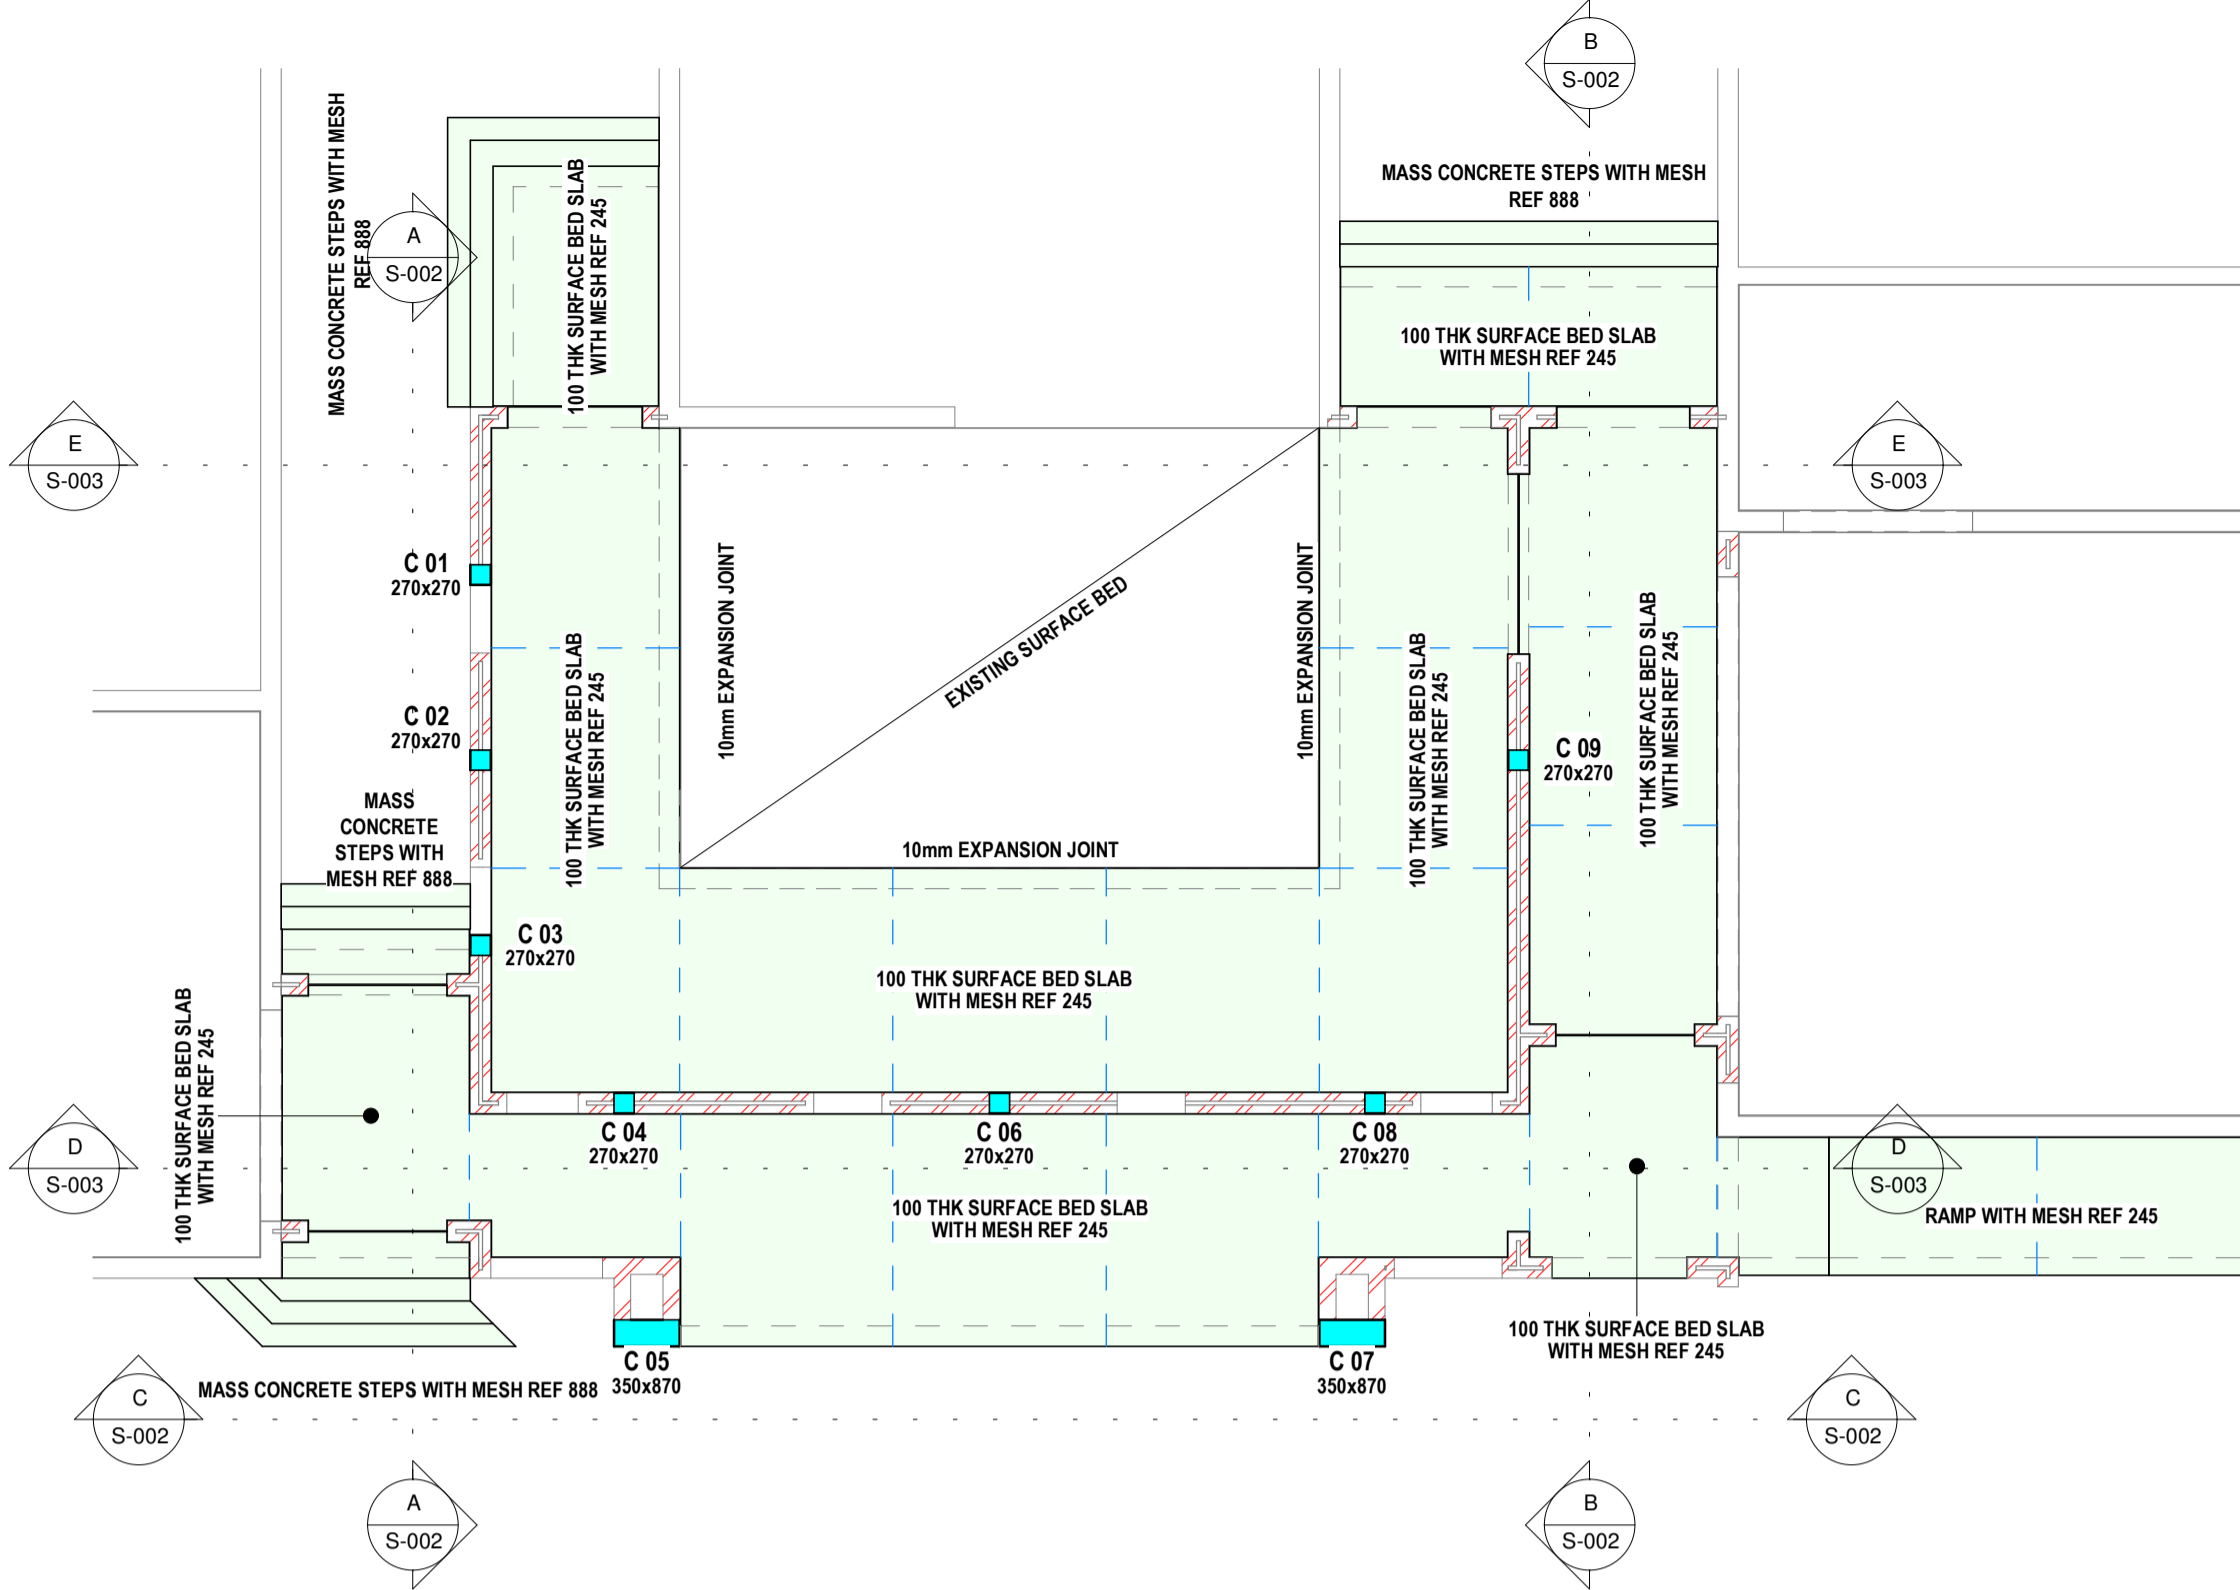 B
S-002
MASS CONCRETE STEPS WITH MESH
REF 888
A
S-002
100 THK SURFACE BED SLAB
WITH MESH REF 245
MASS CONCRETE STEPS WITH MESH
REF 888
100 THK SURFACE BED SLAB
WITH MESH REF 245
E
S-003
E
S-003
C 01
270x270
10mm EXPANSION JOINT
EXISTING SURFACE BED
10mm EXPANSION JOINT
100 THK SURFACE BED SLAB
WITH MESH REF 245
100 THK SURFACE BED SLAB
WITH MESH REF 245
100 THK SURFACE BED SLAB
WITH MESH REF 245
C 02
270x270
C 09
270x270
MASS
CONCRETE
STEPS WITH
MESH REF 888
10mm EXPANSION JOINT
C 03
270x270
100 THK SURFACE BED SLAB
WITH MESH REF 245
100 THK SURFACE BED SLAB
WITH MESH REF 245
C 04
270x270
C 06
270x270
C 08
270x270
D
S-003
D
S-003
100 THK SURFACE BED SLAB
WITH MESH REF 245
RAMP WITH MESH REF 245
100 THK SURFACE BED SLAB
WITH MESH REF 245
C 05
350x870
C 07
350x870
MASS CONCRETE STEPS WITH MESH REF 888
C
S-002
C
S-002
A
S-002
B
S-002